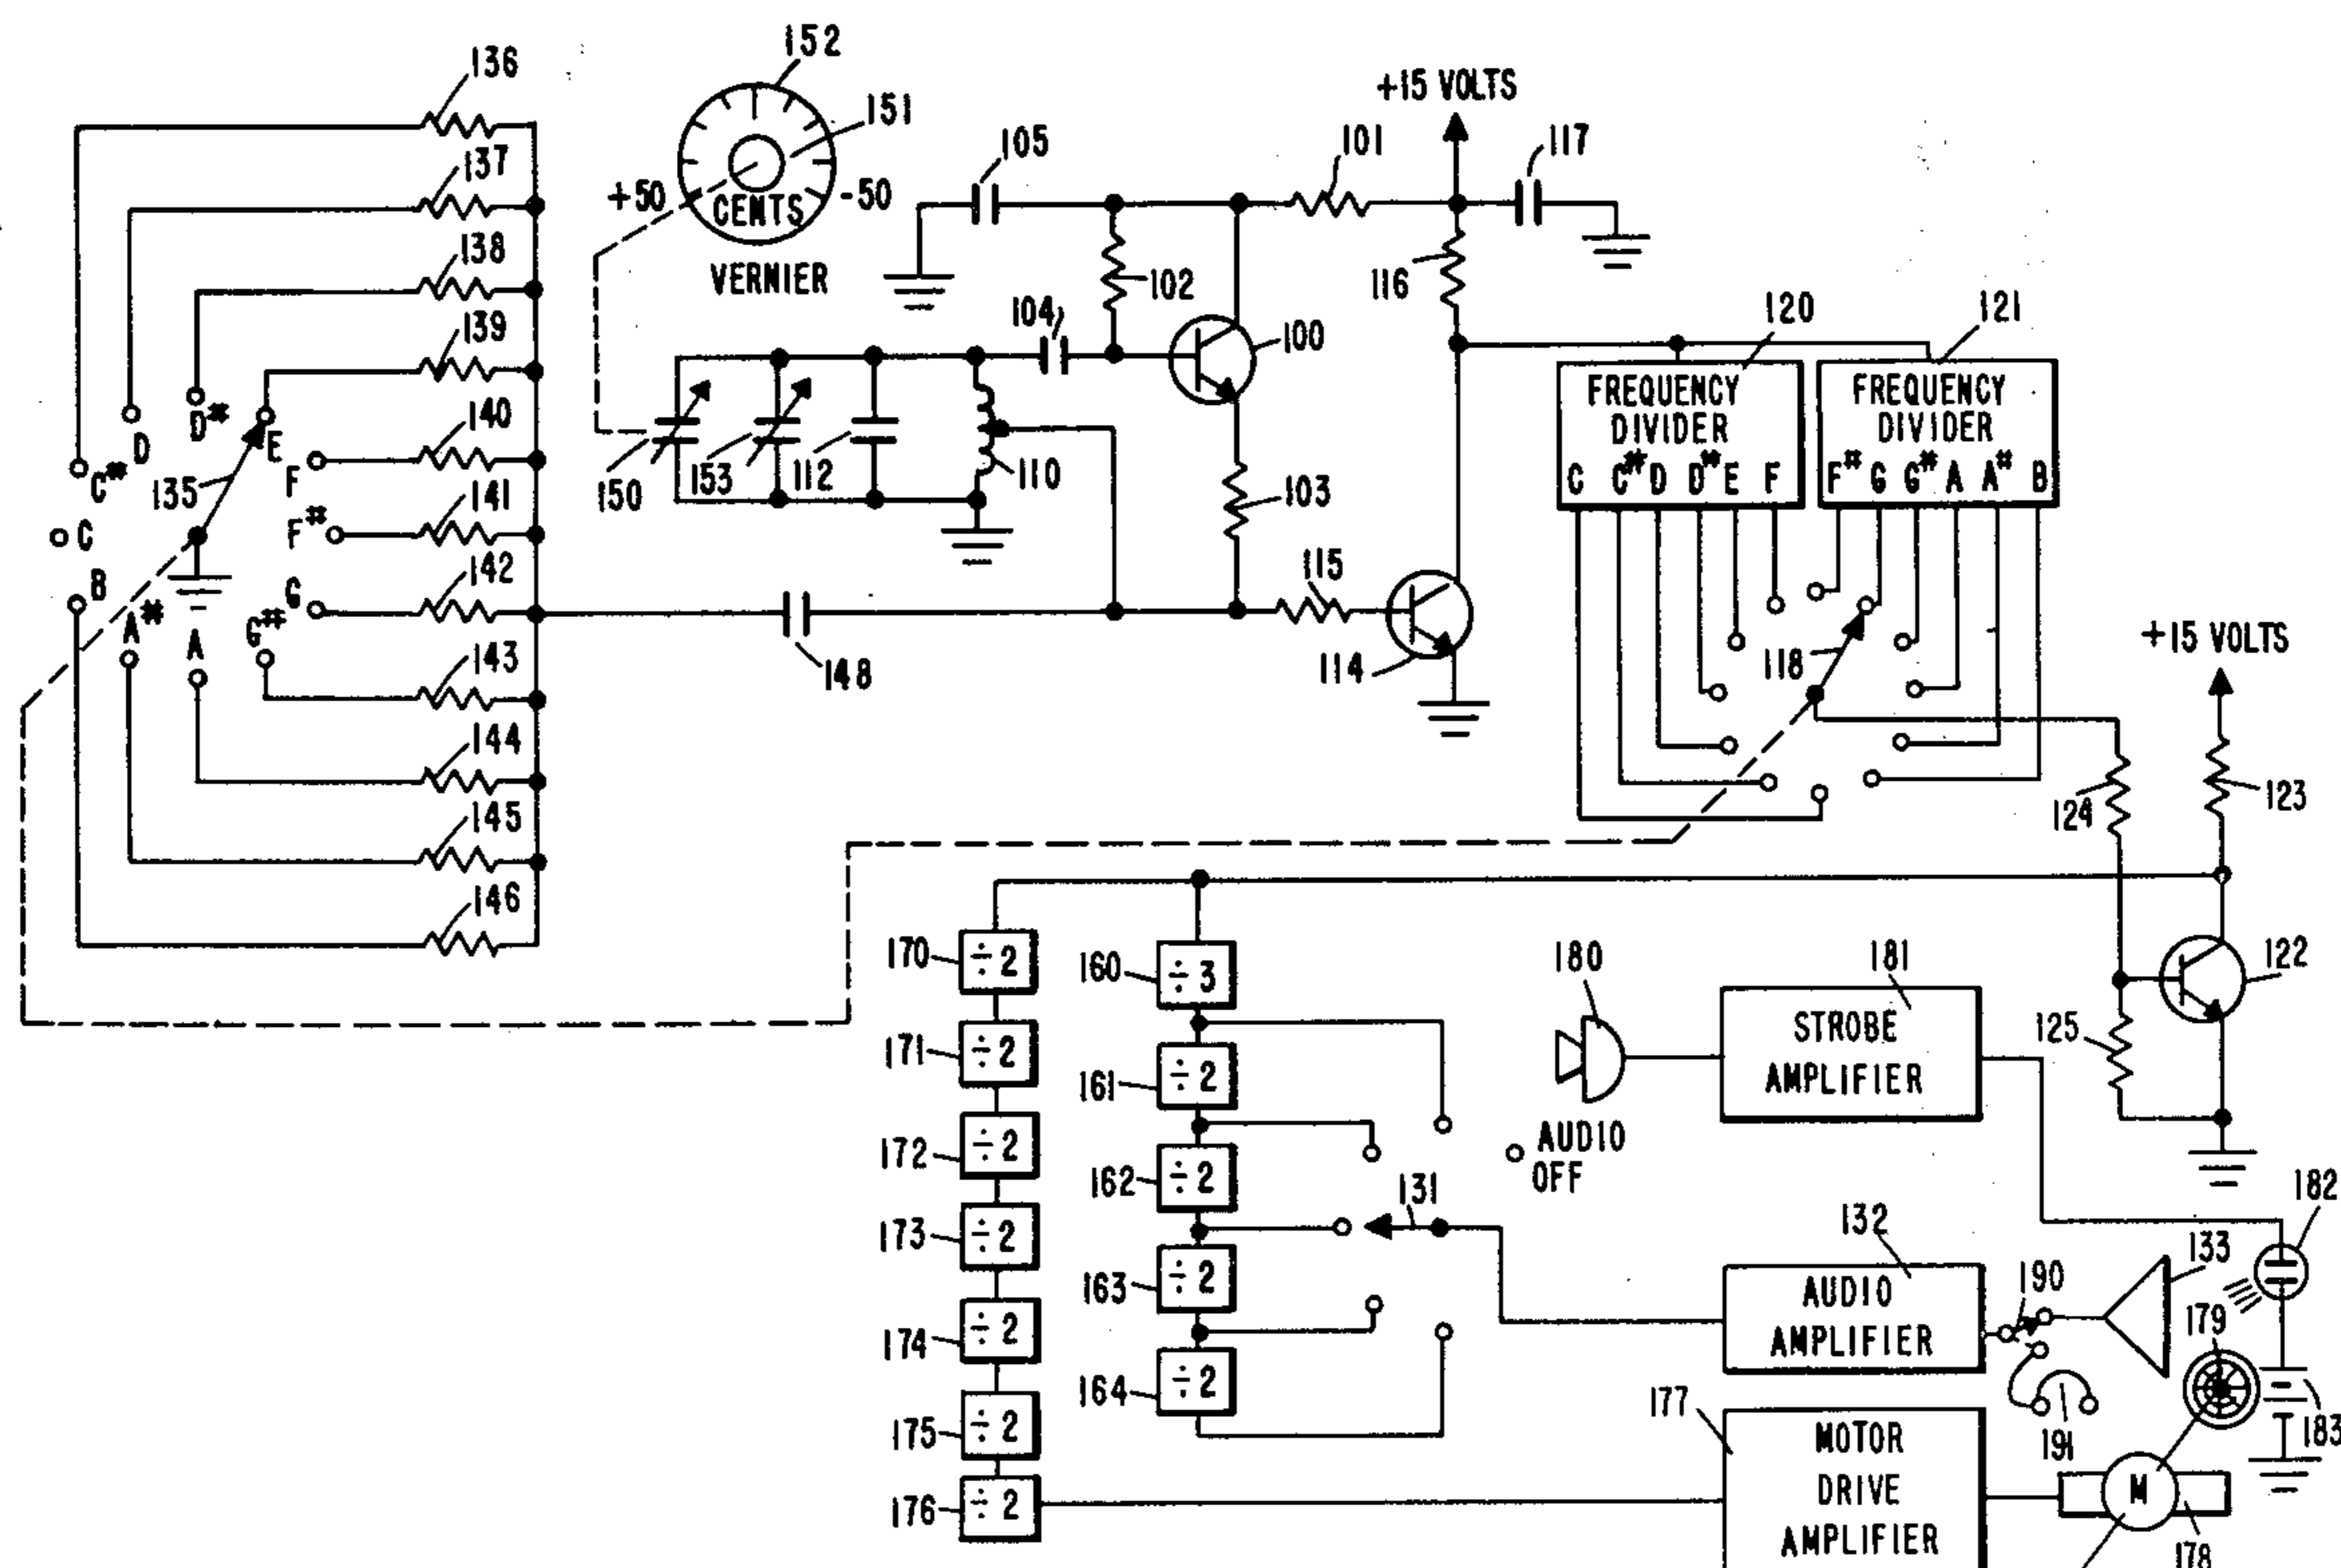 136
152
+15 VOLTS
151
105
101
117
137
+50
CENTS
-50
VERNIER
138
102
116
104
100
120
121
139
D#
FREQUENCY
DIVIDER
C C# D D# E F
FREQUENCY
DIVIDER
F# G G# A A# B
140
D
E
C#
135
F
150
153
112
110
141
103
F#
C
142
115
B
G
A#
A
G#
143
148
114
118
+15 VOLTS
144
124
123
145
146
170
÷2
160
÷3
180
181
122
171
÷2
161
÷2
STROBE
AMPLIFIER
125
172
÷2
162
÷2
AUDIO
OFF
131
182
132
133
173
÷2
163
÷2
AUDIO
AMPLIFIER
190
179
174
÷2
164
÷2
177
191
183
175
÷2
MOTOR
DRIVE
AMPLIFIER
M
176
÷2
178